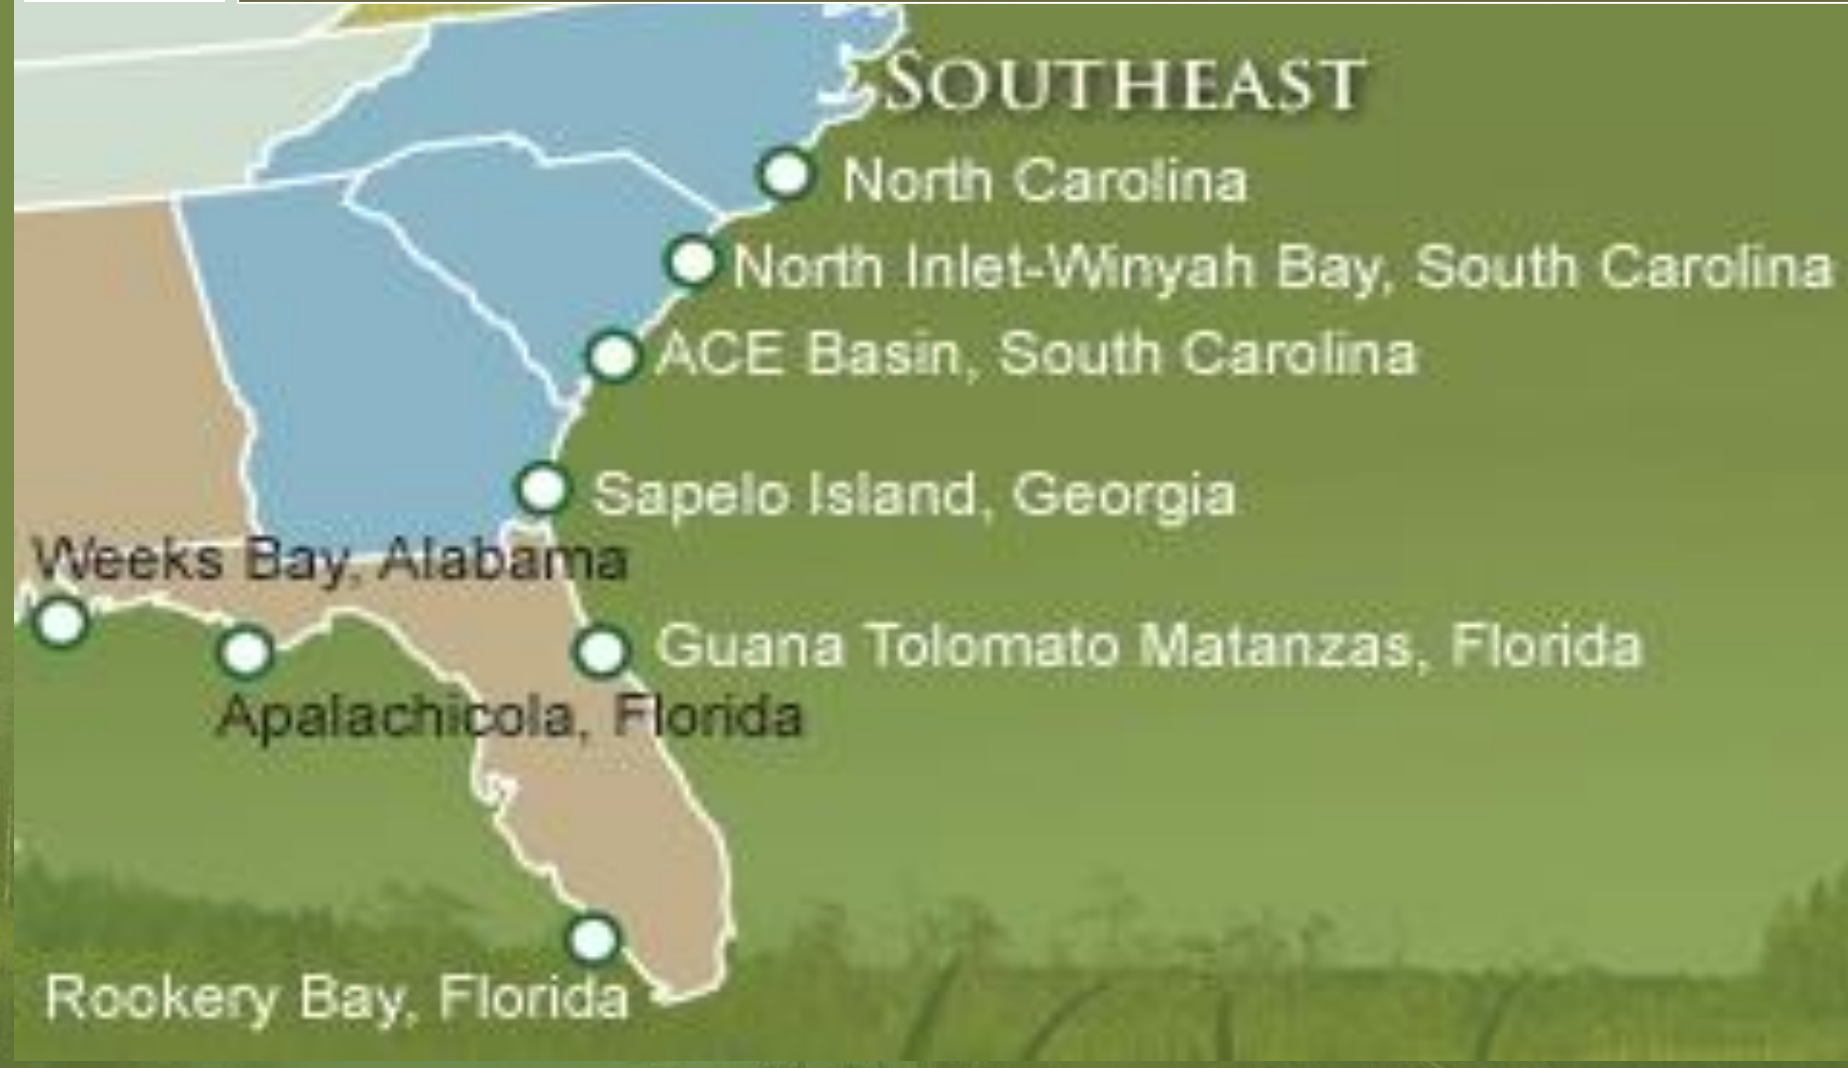 SOUTHEAST
North Carolina
North Inlet-Winyah Bay, South Carolina
ACE Basin, South Carolina
Sapelo Island, Georgia
Weeks Bay, Alabama
Guana Tolomato Matanzas, Florida
Apalachicola, Florida
Rookery Bay, Florida